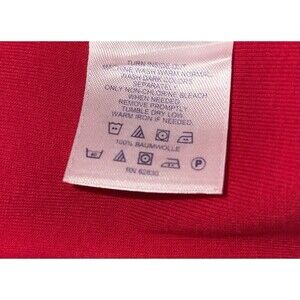 TURN INSIDE OUT
MACHINE WASH WARM NORMAL
WASH DARK COLORS
SEPARATELY
ONLY NON-CHLORINE BLEACH
WHEN NEEDED
REMOVE PROMPTLY
TUMBLE DRY LOW
WARM IRON IF NEEDED.
100% BAUMWOLLE
P
RN 62830